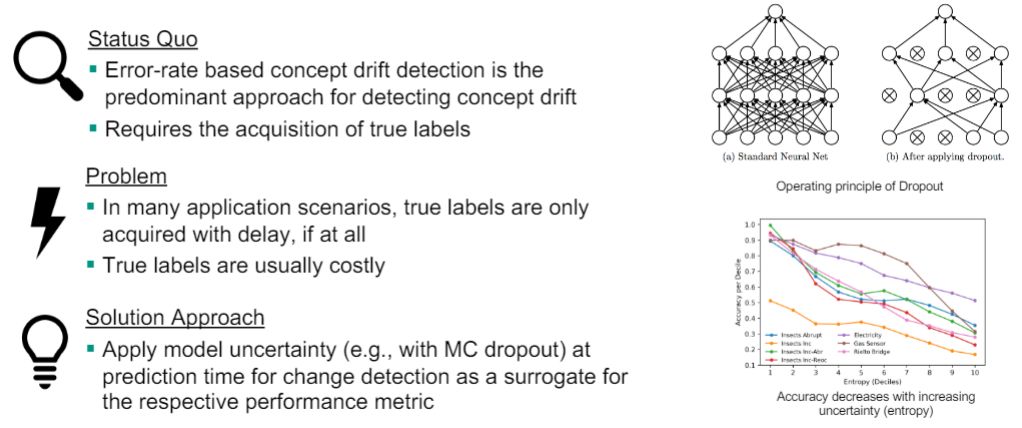 Status Quo
▪ Error-rate based concept drift detection is the
predominant approach for detecting concept drift
▪ Requires the acquisition of true labels
Problem
▪ In many application scenarios, true labels are only
acquired with delay, if at all
▪ True labels are usually costly
Solution Approach
▪ Apply model uncertainty (e.g., with MC dropout) at
prediction time for change detection as a surrogate for
the respective performance metric
(a) Standard Neural Net
(b) After applying dropout.
Operating principle of Dropout
Accuracy per Decile
1.0
0.9
0.8
0.7
0.6
0.5
0.4
0.3
0.2
0.1
Insects Abrupt
Insects Inc
Insects Inc-Abr
Insects Inc-Reoc
Electricity
Gas Sensor
Rialto Bridge
1 2 3 4 5 6 7 8 9 10
Entropy (Deciles)
Accuracy decreases with increasing
uncertainty (entropy)